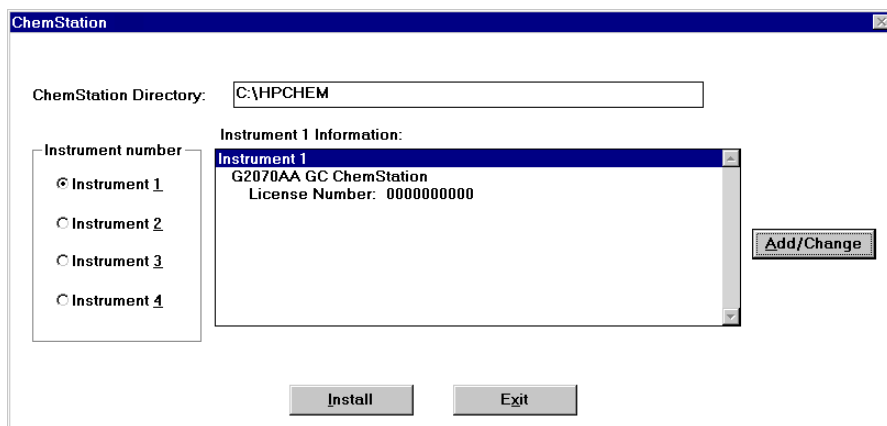 ChemStation
ChemStation Directory:
C:\HPCHEM
Instrument number
Instrument 1
Instrument 2
Instrument 3
Instrument 4
Instrument 1 Information:
Instrument 1
G2070AA GC ChemStation
License Number: 0000000000
Add/Change
Install
Exit